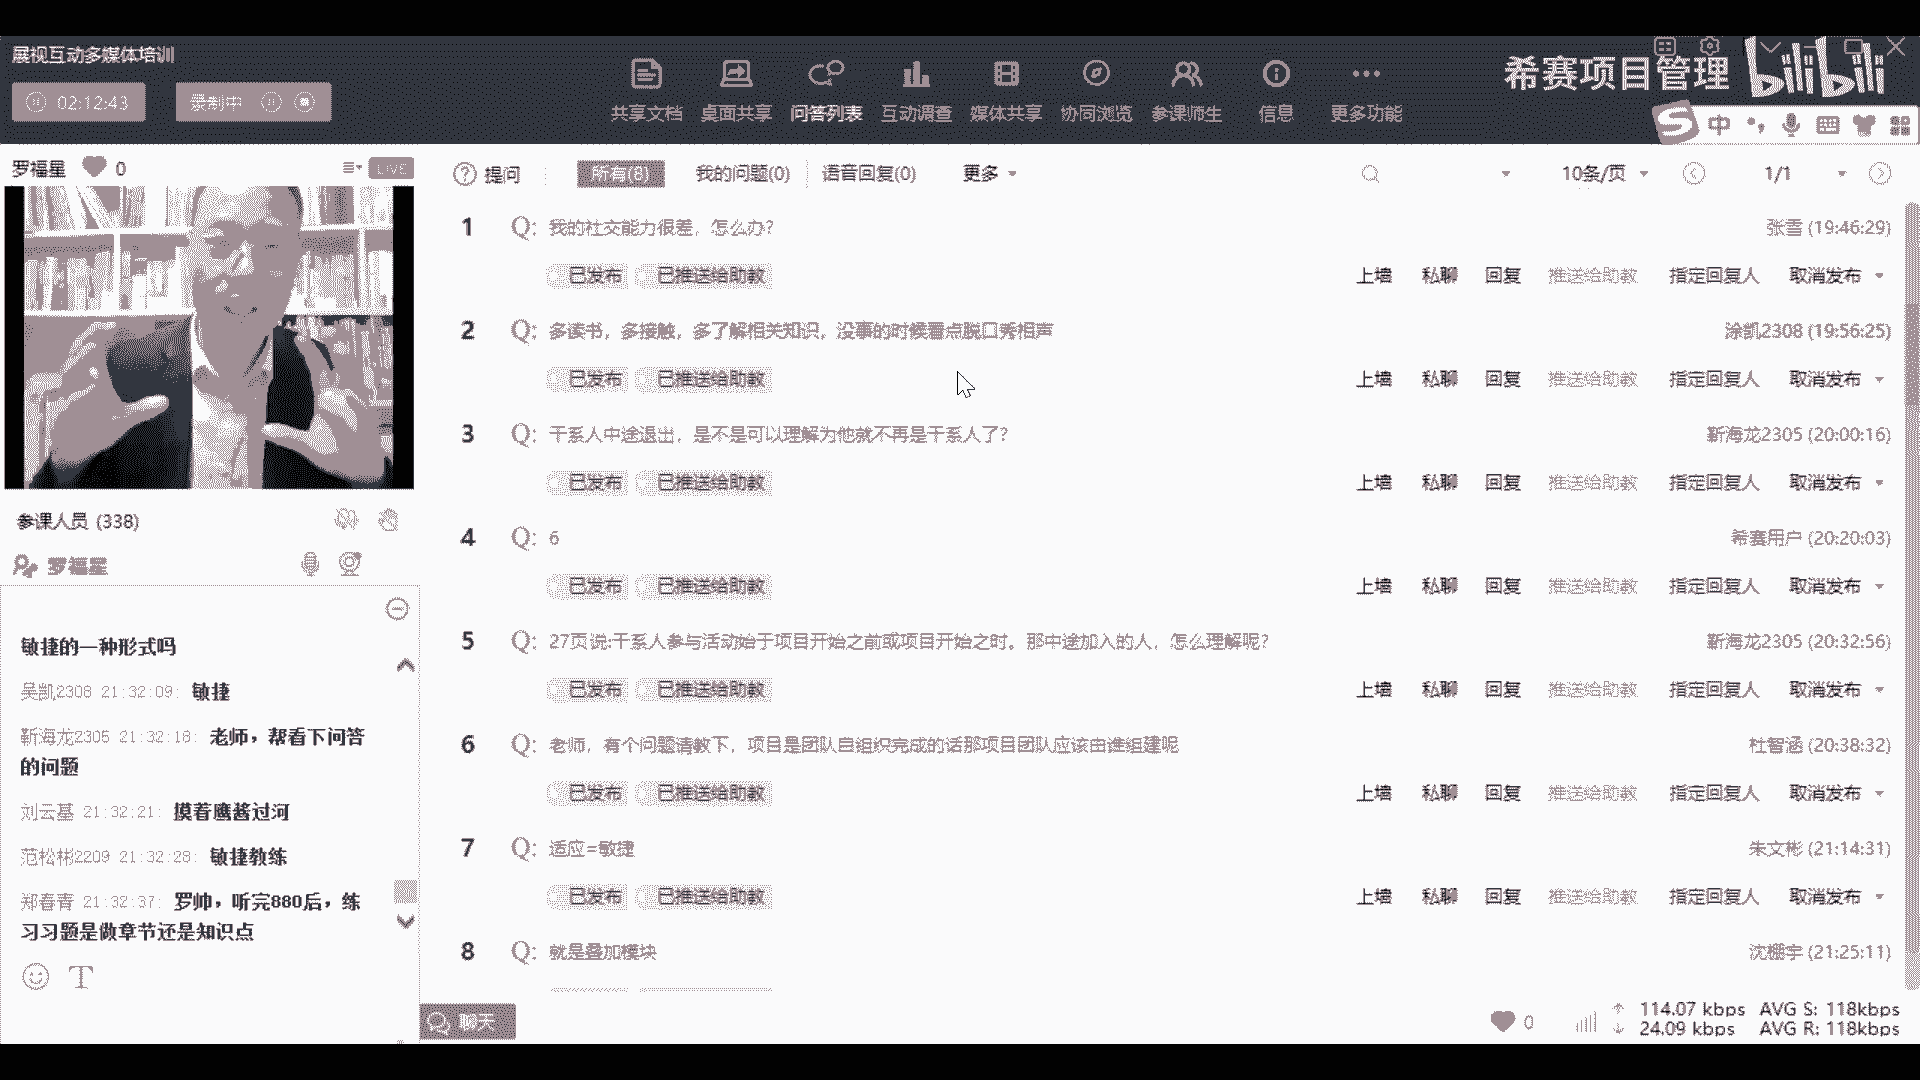 展视互动多媒体培训
02:12:43
录制中
共享文档 桌面共享 问答列表 互动调查 媒体共享 协同浏览 参课师生 信息 更多功能
希赛项目管理 bilibili
中
罗福星 0 LIVE
提问 所有(8) 我的问题(0) 语音回复(0) 更多 10条/页 1/1
1 Q: 我的社交能力很差，怎么办? 张雪 (19:46:29)
已发布 已推送给助教 上墙 私聊 回复 推送给助教 指定回复人 取消发布
2 Q: 多读书，多接触，多了解相关知识，没事的时候看点脱口秀相声 涂凯2308 (19:56:25)
已发布 已推送给助教 上墙 私聊 回复 推送给助教 指定回复人 取消发布
3 Q: 干系人中途退出，是不是可以理解为他就不再是干系人了? 靳海龙2305 (20:00:16)
已发布 已推送给助教 上墙 私聊 回复 推送给助教 指定回复人 取消发布
4 Q: 6 希赛用户 (20:20:03)
已发布 已推送给助教 上墙 私聊 回复 推送给助教 指定回复人 取消发布
5 Q: 27页说:干系人参与活动始于项目开始之前或项目开始之时。那中途加入的人，怎么理解呢? 靳海龙2305 (20:32:56)
已发布 已推送给助教 上墙 私聊 回复 推送给助教 指定回复人 取消发布
6 Q: 老师，有个问题请教下，项目是团队自组织完成的话那项目团队应该由谁组建呢 杜智涵 (20:38:32)
已发布 已推送给助教 上墙 私聊 回复 推送给助教 指定回复人 取消发布
7 Q: 适应=敏捷 朱文彬 (21:14:31)
已发布 已推送给助教 上墙 私聊 回复 推送给助教 指定回复人 取消发布
8 Q: 就是叠加模块 沈棚宇 (21:25:11)
参课人员 (338)
罗福星
敏捷的一种形式吗
吴凯2308 21:32:09: 敏捷
靳海龙2305 21:32:18: 老师，帮看下问答
的问题
刘云基 21:32:21: 摸着鹰酱过河
范松彬2209 21:32:28: 敏捷教练
郑春青 21:32:37: 罗帅，听完880后，练
习习题是做章节还是知识点
聊天
0 114.07 kbps AVG S: 118kbps
24.09 kbps AVG R: 118kbps